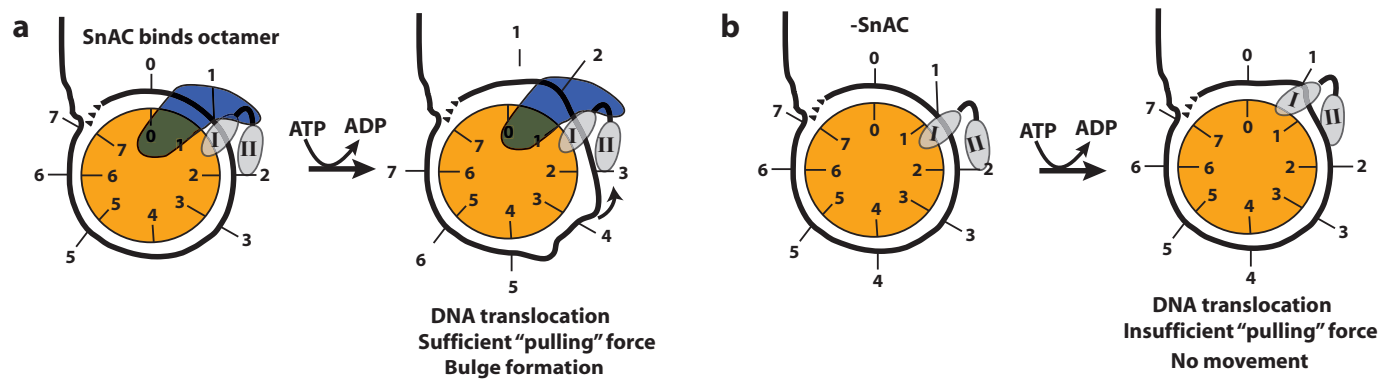 a
SnAC binds octamer
0
1
7
0
1
I
II
7
6
6
2
2
5
3
4
3
5
ATP
ADP
1
2
0
1
I
II
7
7
6
2
3
5
3
4
4
6
5
DNA translocation
Sufficient “pulling” force
Bulge formation
b
-SnAC
0
1
7
0
1
I
II
7
6
6
2
2
5
3
4
3
5
4
ATP
ADP
0
1
I
II
7
0
1
7
6
6
2
2
5
3
4
3
5
4
DNA translocation
Insufficient “pulling” force
No movement